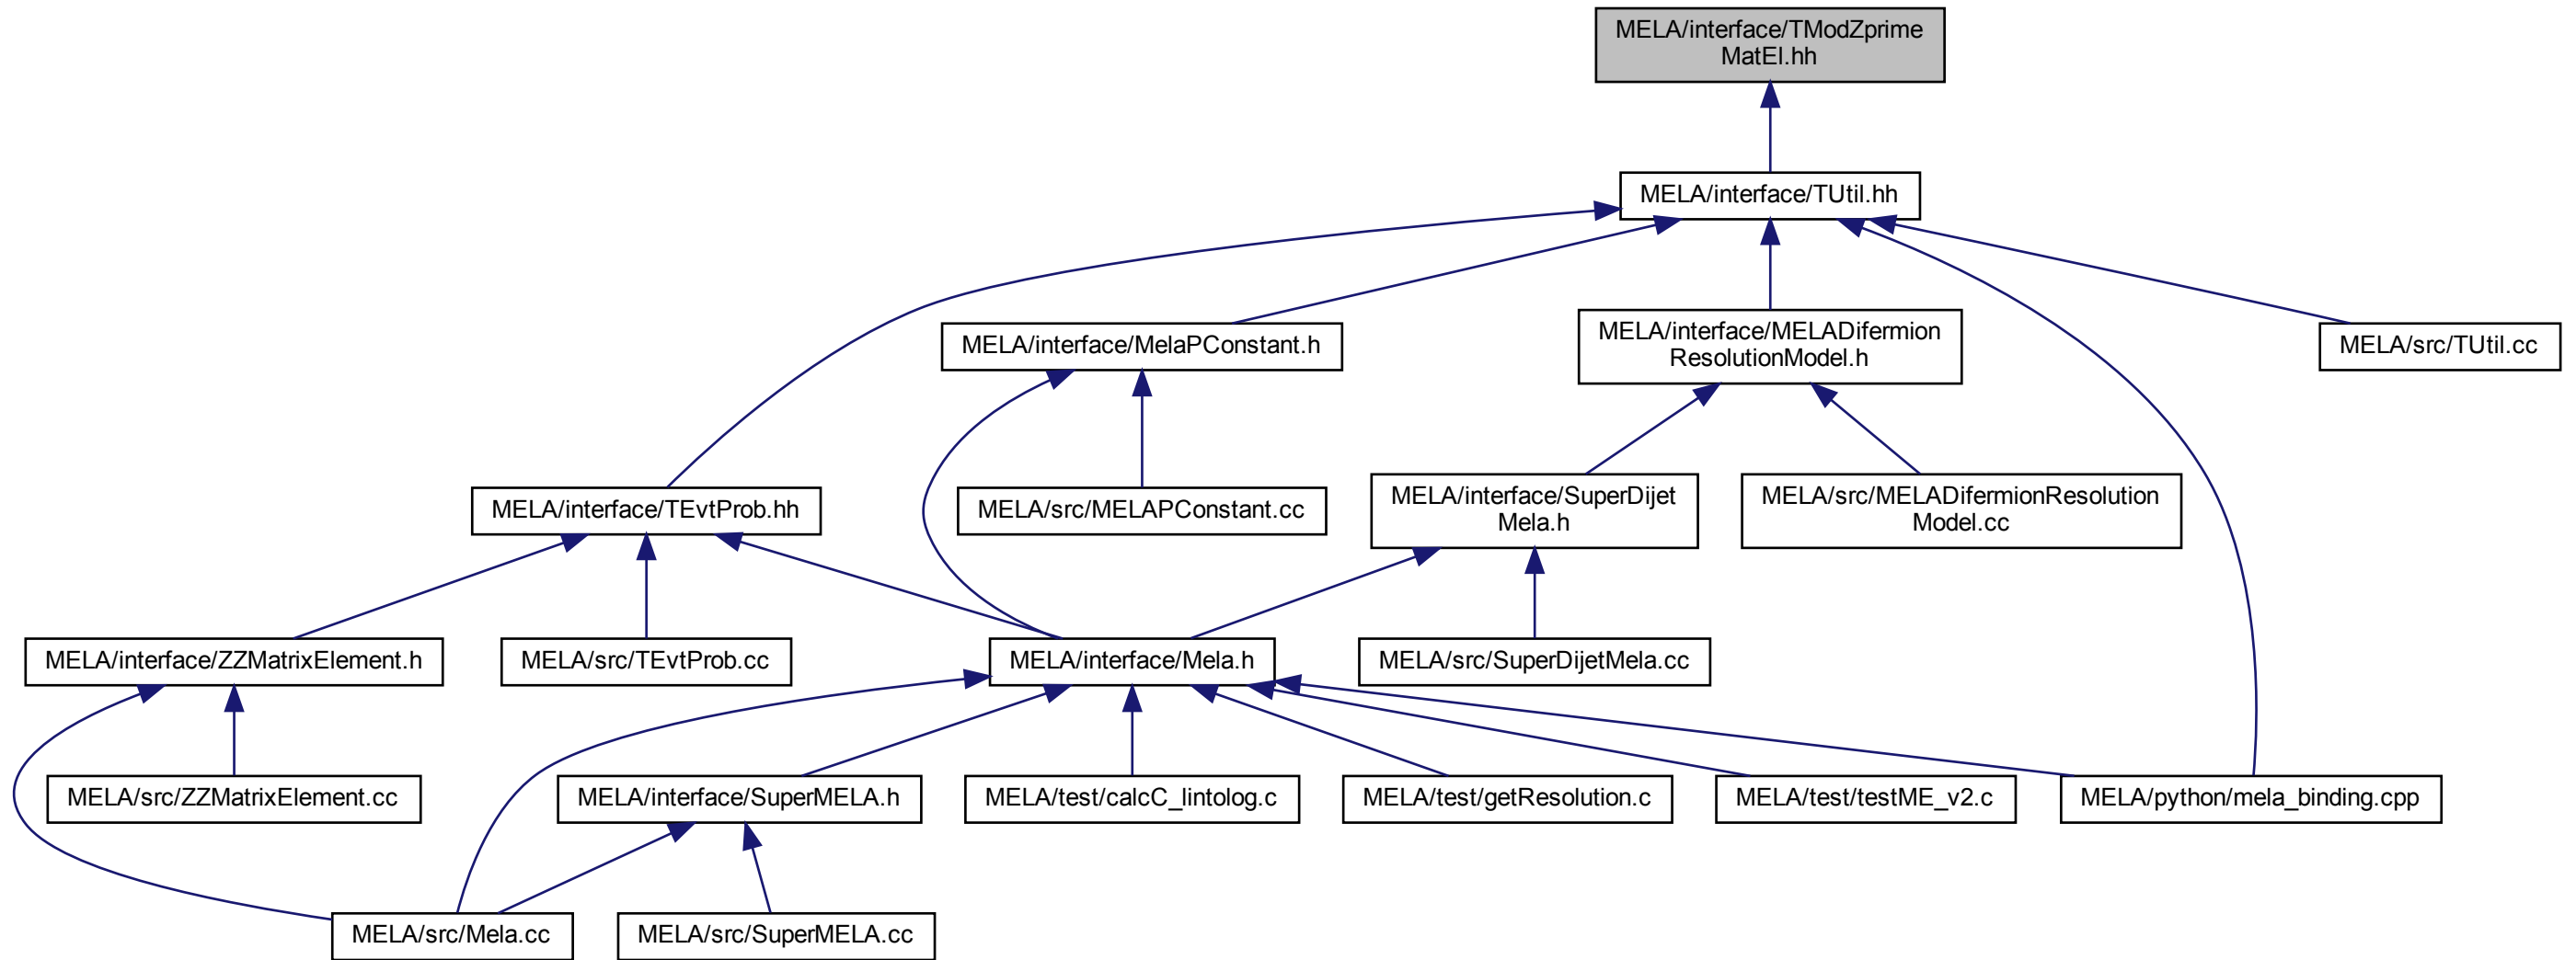 MELA/interface/TModZprime
MatEl.hh
MELA/interface/TUtil.hh
MELA/interface/MelaPConstant.h
MELA/interface/MELADifermion
ResolutionModel.h
MELA/src/TUtil.cc
MELA/interface/TEvtProb.hh
MELA/src/MELAPConstant.cc
MELA/interface/SuperDijet
Mela.h
MELA/src/MELADifermionResolution
Model.cc
MELA/interface/ZZMatrixElement.h
MELA/src/TEvtProb.cc
MELA/interface/Mela.h
MELA/src/SuperDijetMela.cc
MELA/src/ZZMatrixElement.cc
MELA/interface/SuperMELA.h
MELA/test/calcC_lintolog.c
MELA/test/getResolution.c
MELA/test/testME_v2.c
MELA/python/mela_binding.cpp
MELA/src/Mela.cc
MELA/src/SuperMELA.cc